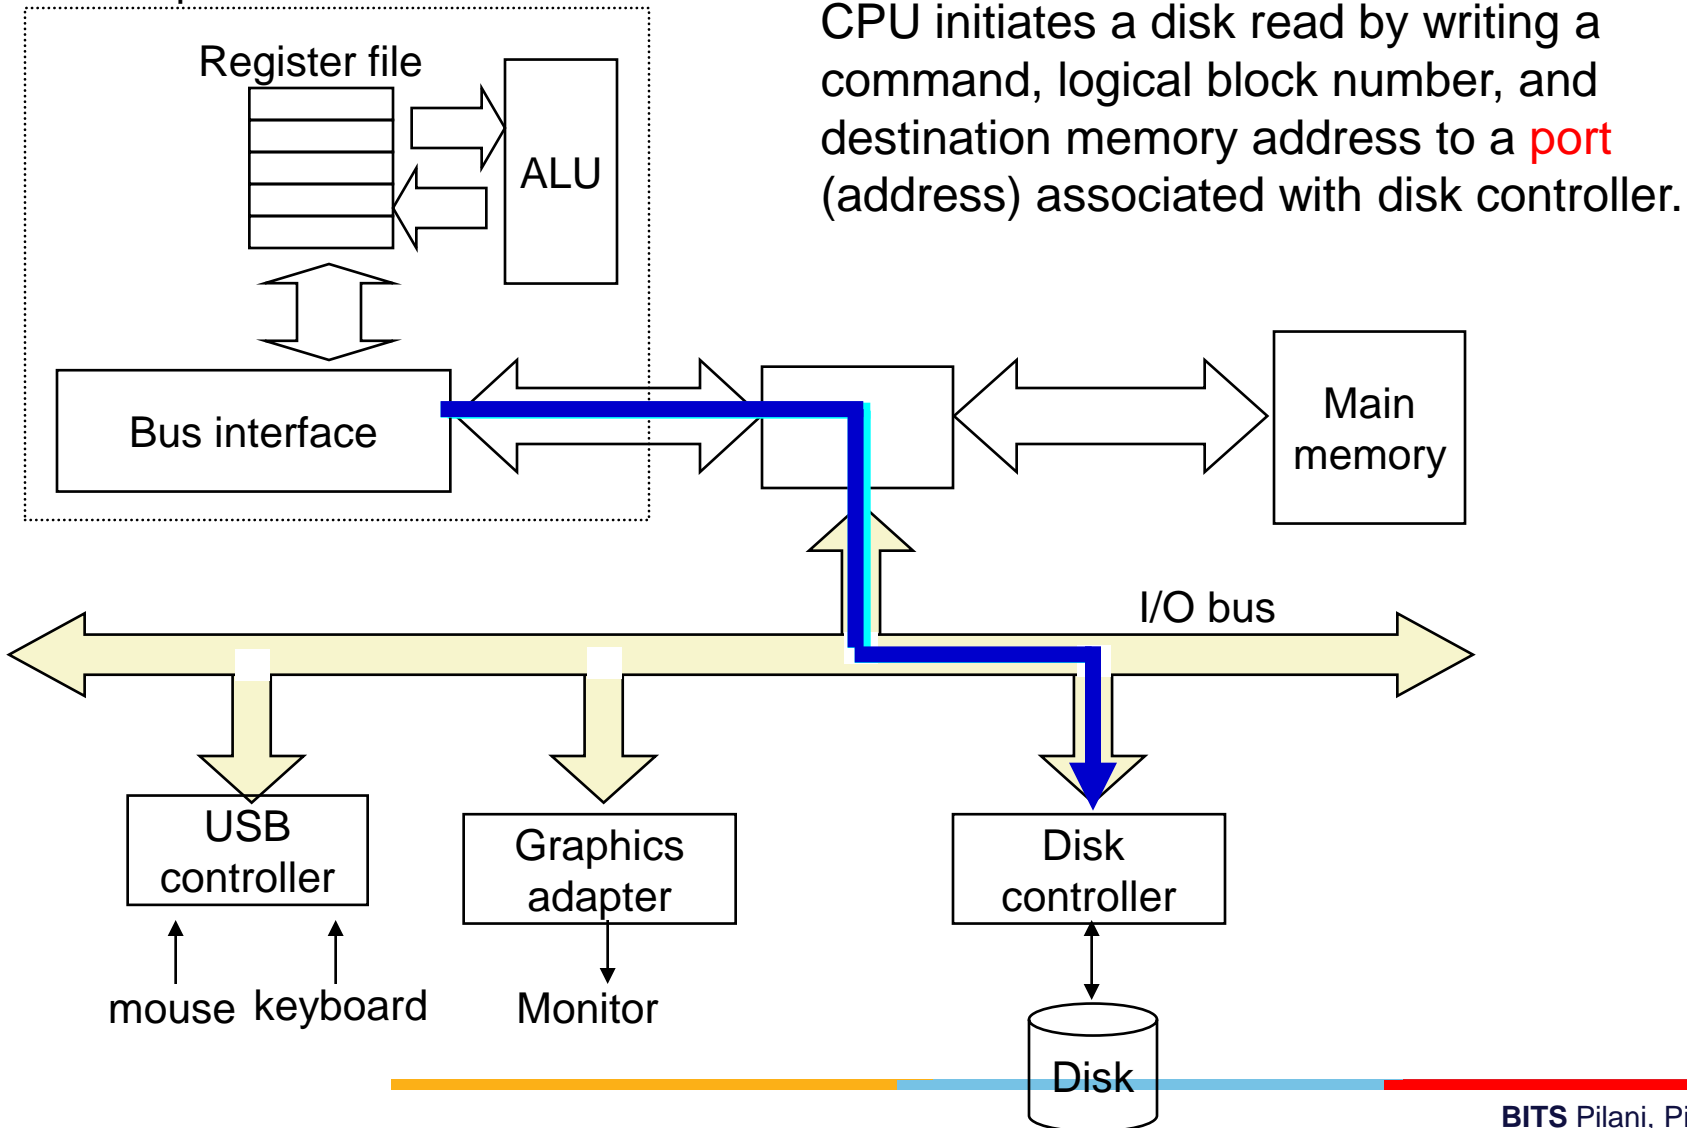 CPU initiates a disk read by writing a
command, logical block number, and
destination memory address to a port
(address) associated with disk controller.
Register file
ALU
Bus interface
Main
memory
I/O bus
USB
controller
Graphics
adapter
Disk
controller
mouse
keyboard
Monitor
Disk
BITS Pilani, Pi